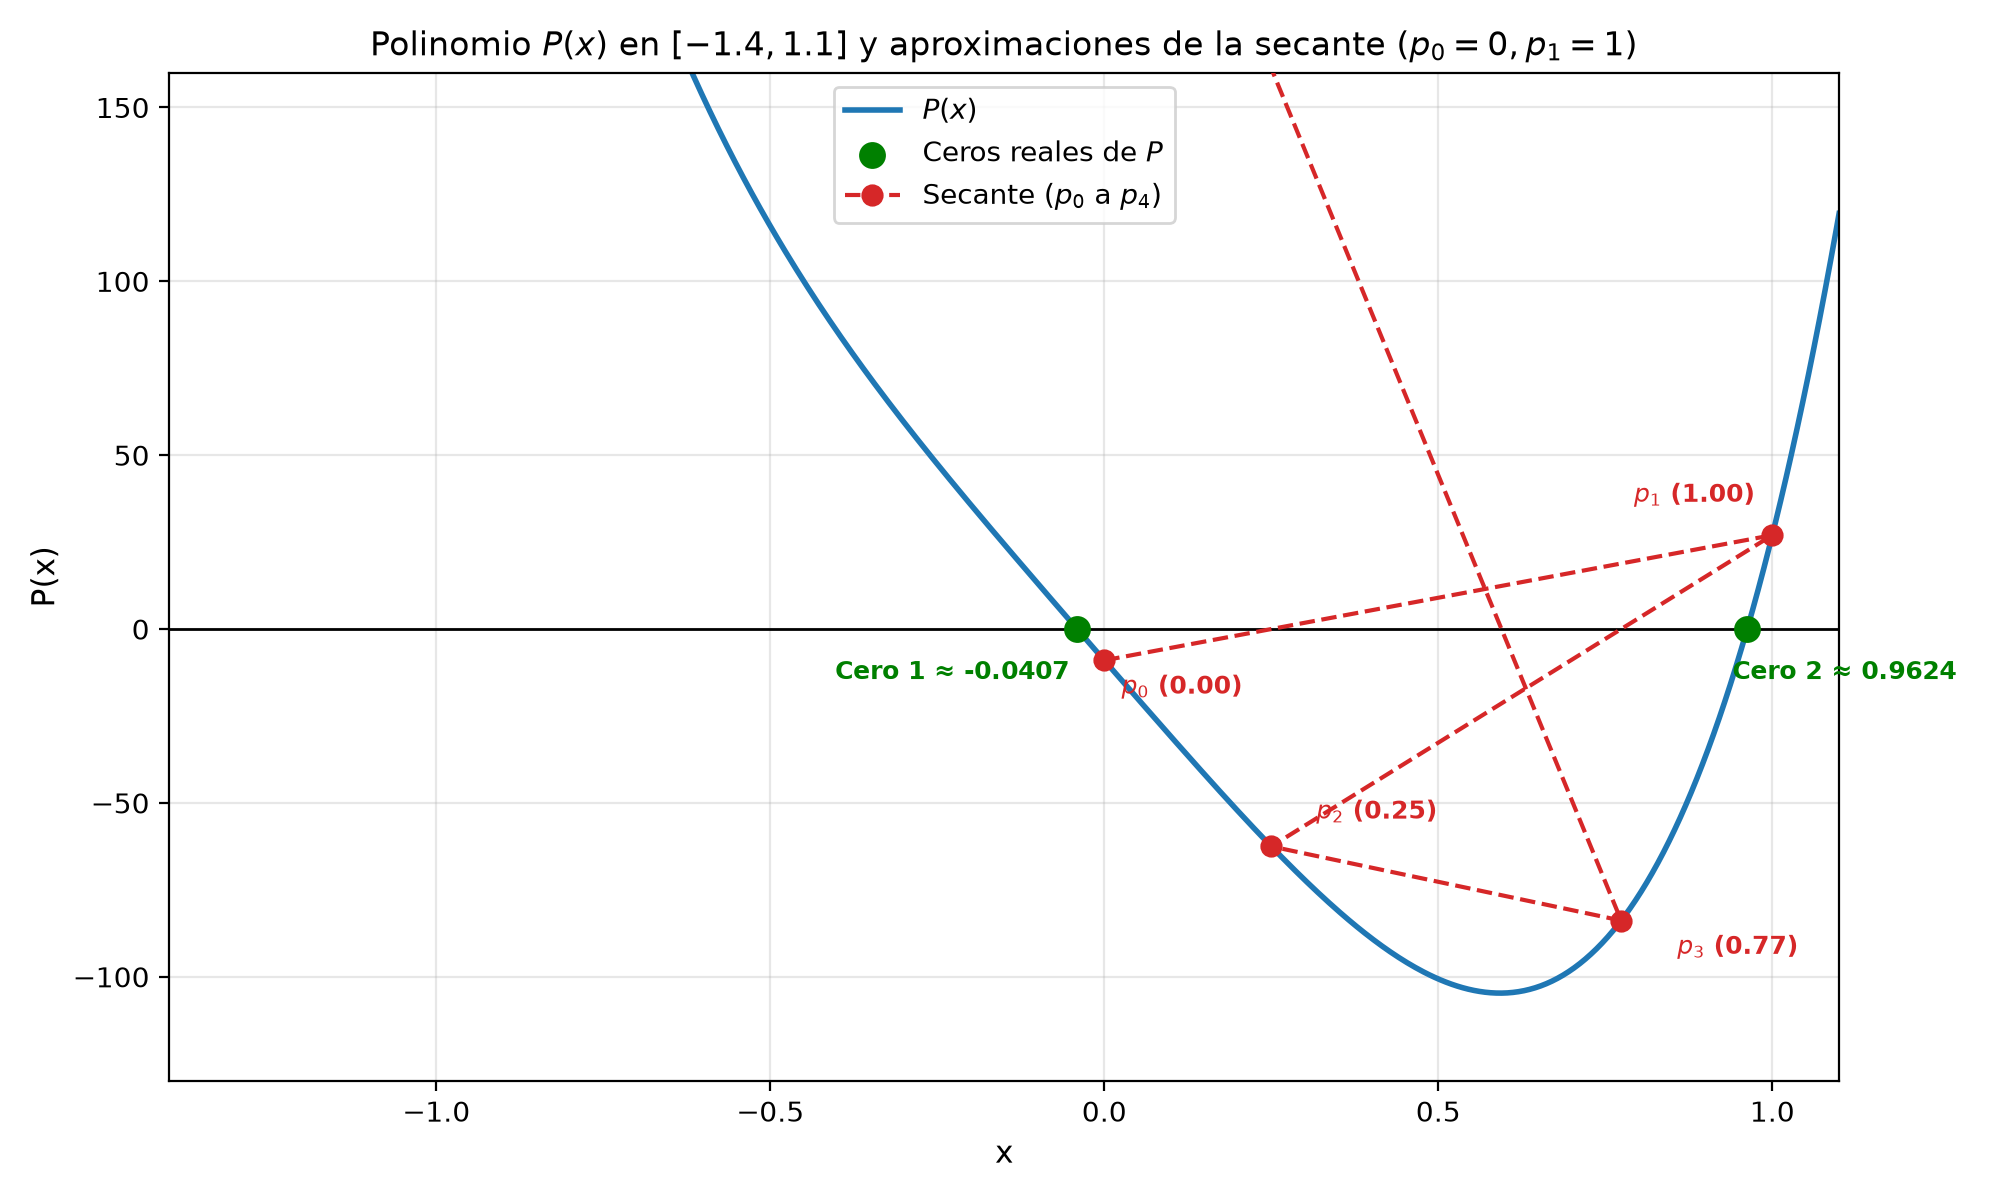 Polinomio P(x) en [−1.4, 1.1] y aproximaciones de la secante (p₀ = 0, p₁ = 1)
P(x)
Ceros reales de P
Secante (p₀ a p₄)
150
100
50
0
−50
−100
P(x)
p₁ (1.00)
Cero 1 ≈ -0.0407
p₀ (0.00)
Cero 2 ≈ 0.9624
p₂ (0.25)
p₃ (0.77)
−1.0
−0.5
0.0
0.5
1.0
x